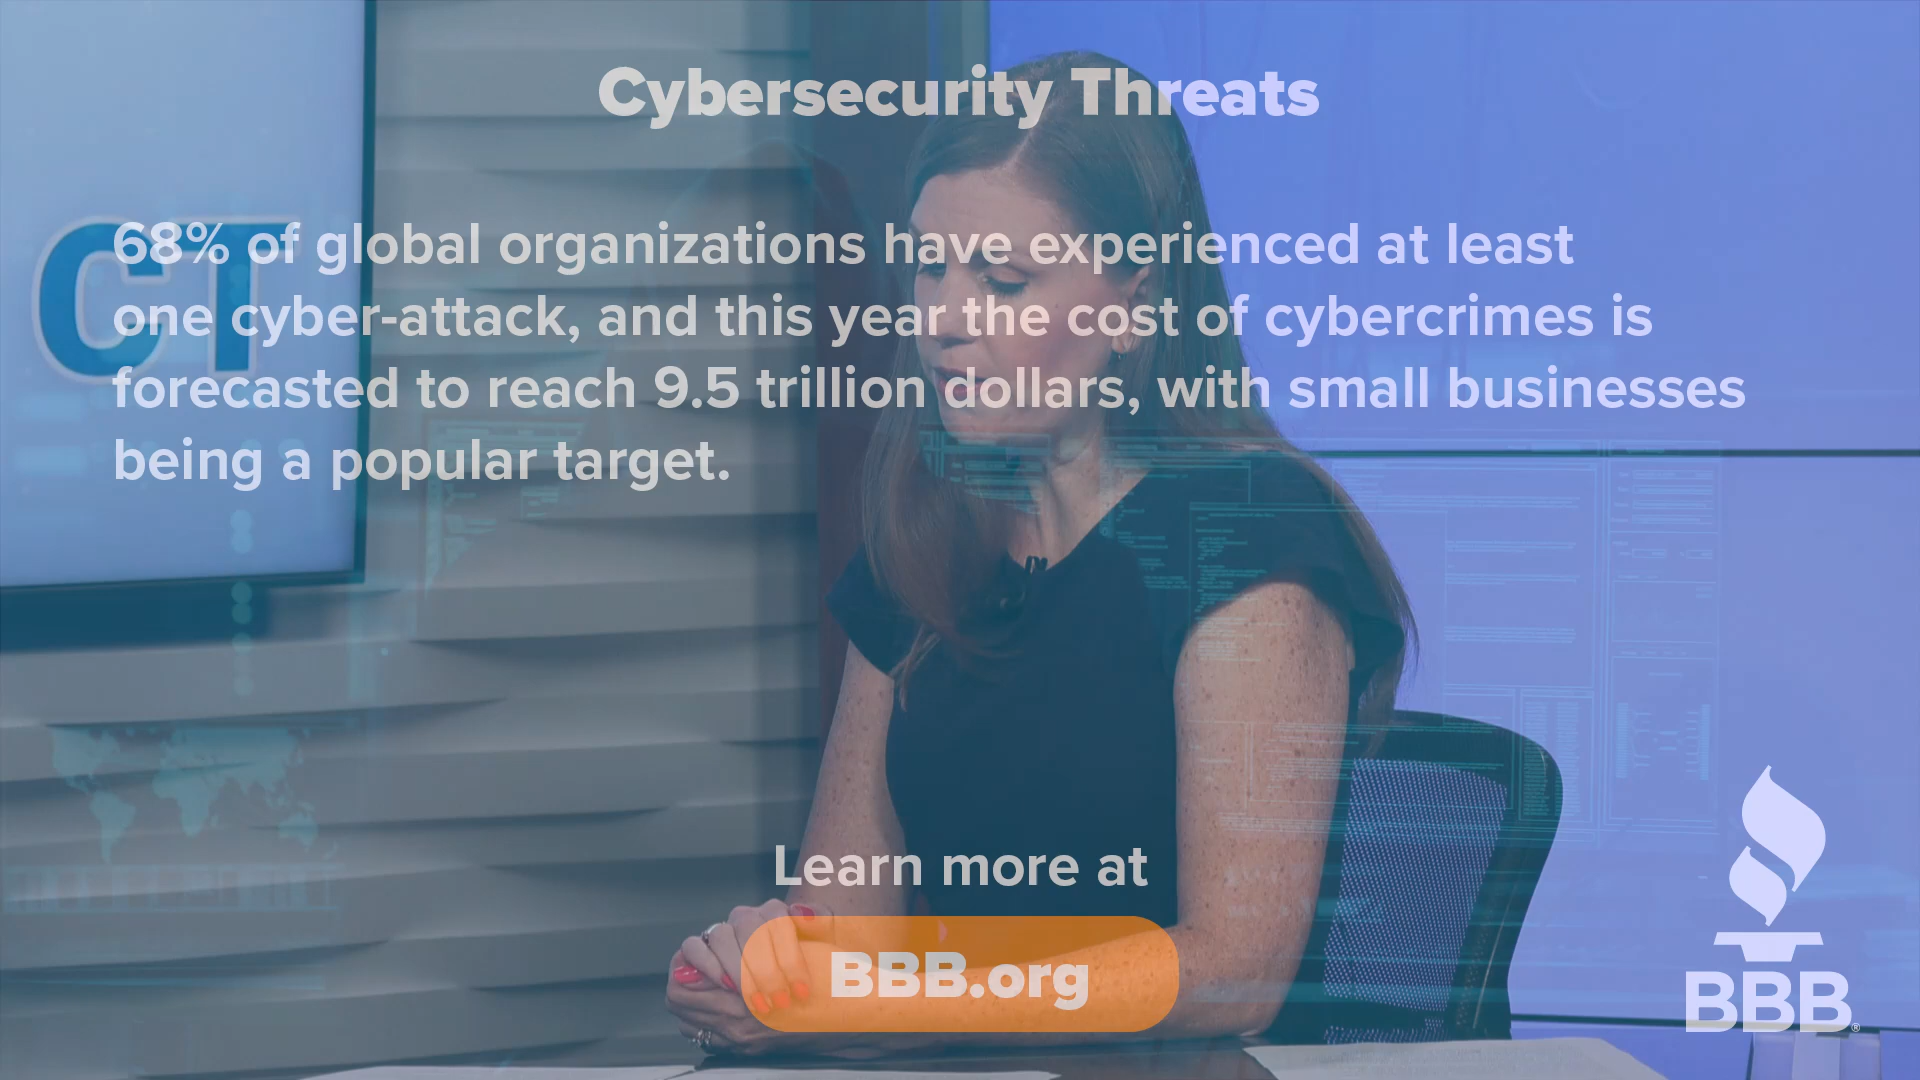 Cybersecurity Threats
CT
68% of global organizations have experienced at least
one cyber-attack, and this year the cost of cybercrimes is
forecasted to reach 9.5 trillion dollars, with small businesses
being a popular target.
Learn more at
BBB.org
BBB®